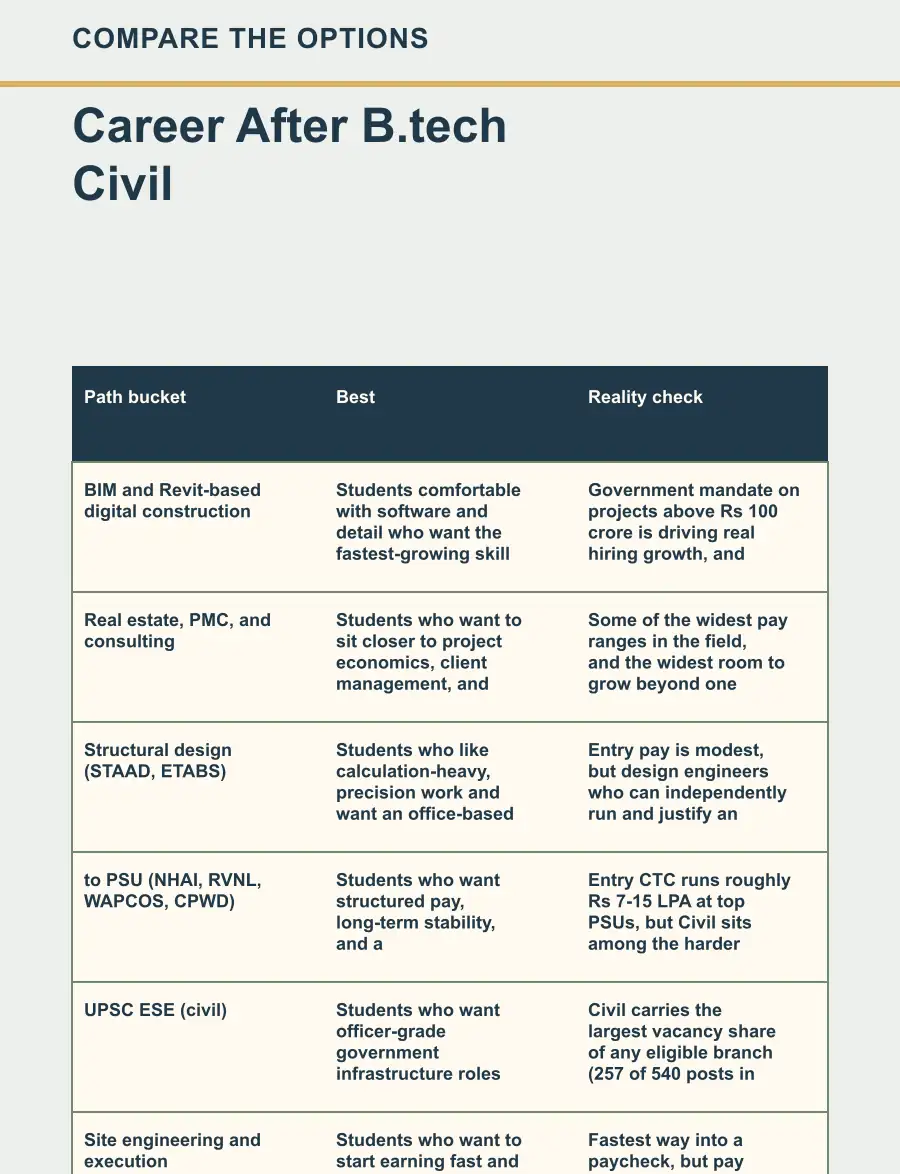 COMPARE THE OPTIONS
Career After B.tech
Civil
Path bucket
Best
Reality check
BIM and Revit-based
digital construction
Students comfortable
with software and
detail who want the
fastest-growing skill
Government mandate on
projects above Rs 100
crore is driving real
hiring growth, and
Real estate, PMC, and
consulting
Students who want to
sit closer to project
economics, client
management, and
Some of the widest pay
ranges in the field,
and the widest room to
grow beyond one
Structural design
(STAAD, ETABS)
Students who like
calculation-heavy,
precision work and
want an office-based
Entry pay is modest,
but design engineers
who can independently
run and justify an
to PSU (NHAI, RVNL,
WAPCOS, CPWD)
Students who want
structured pay,
long-term stability,
and a
Entry CTC runs roughly
Rs 7-15 LPA at top
PSUs, but Civil sits
among the harder
UPSC ESE (civil)
Students who want
officer-grade
government
infrastructure roles
Civil carries the
largest vacancy share
of any eligible branch
(257 of 540 posts in
Site engineering and
execution
Students who want to
start earning fast and
Fastest way into a
paycheck, but pay